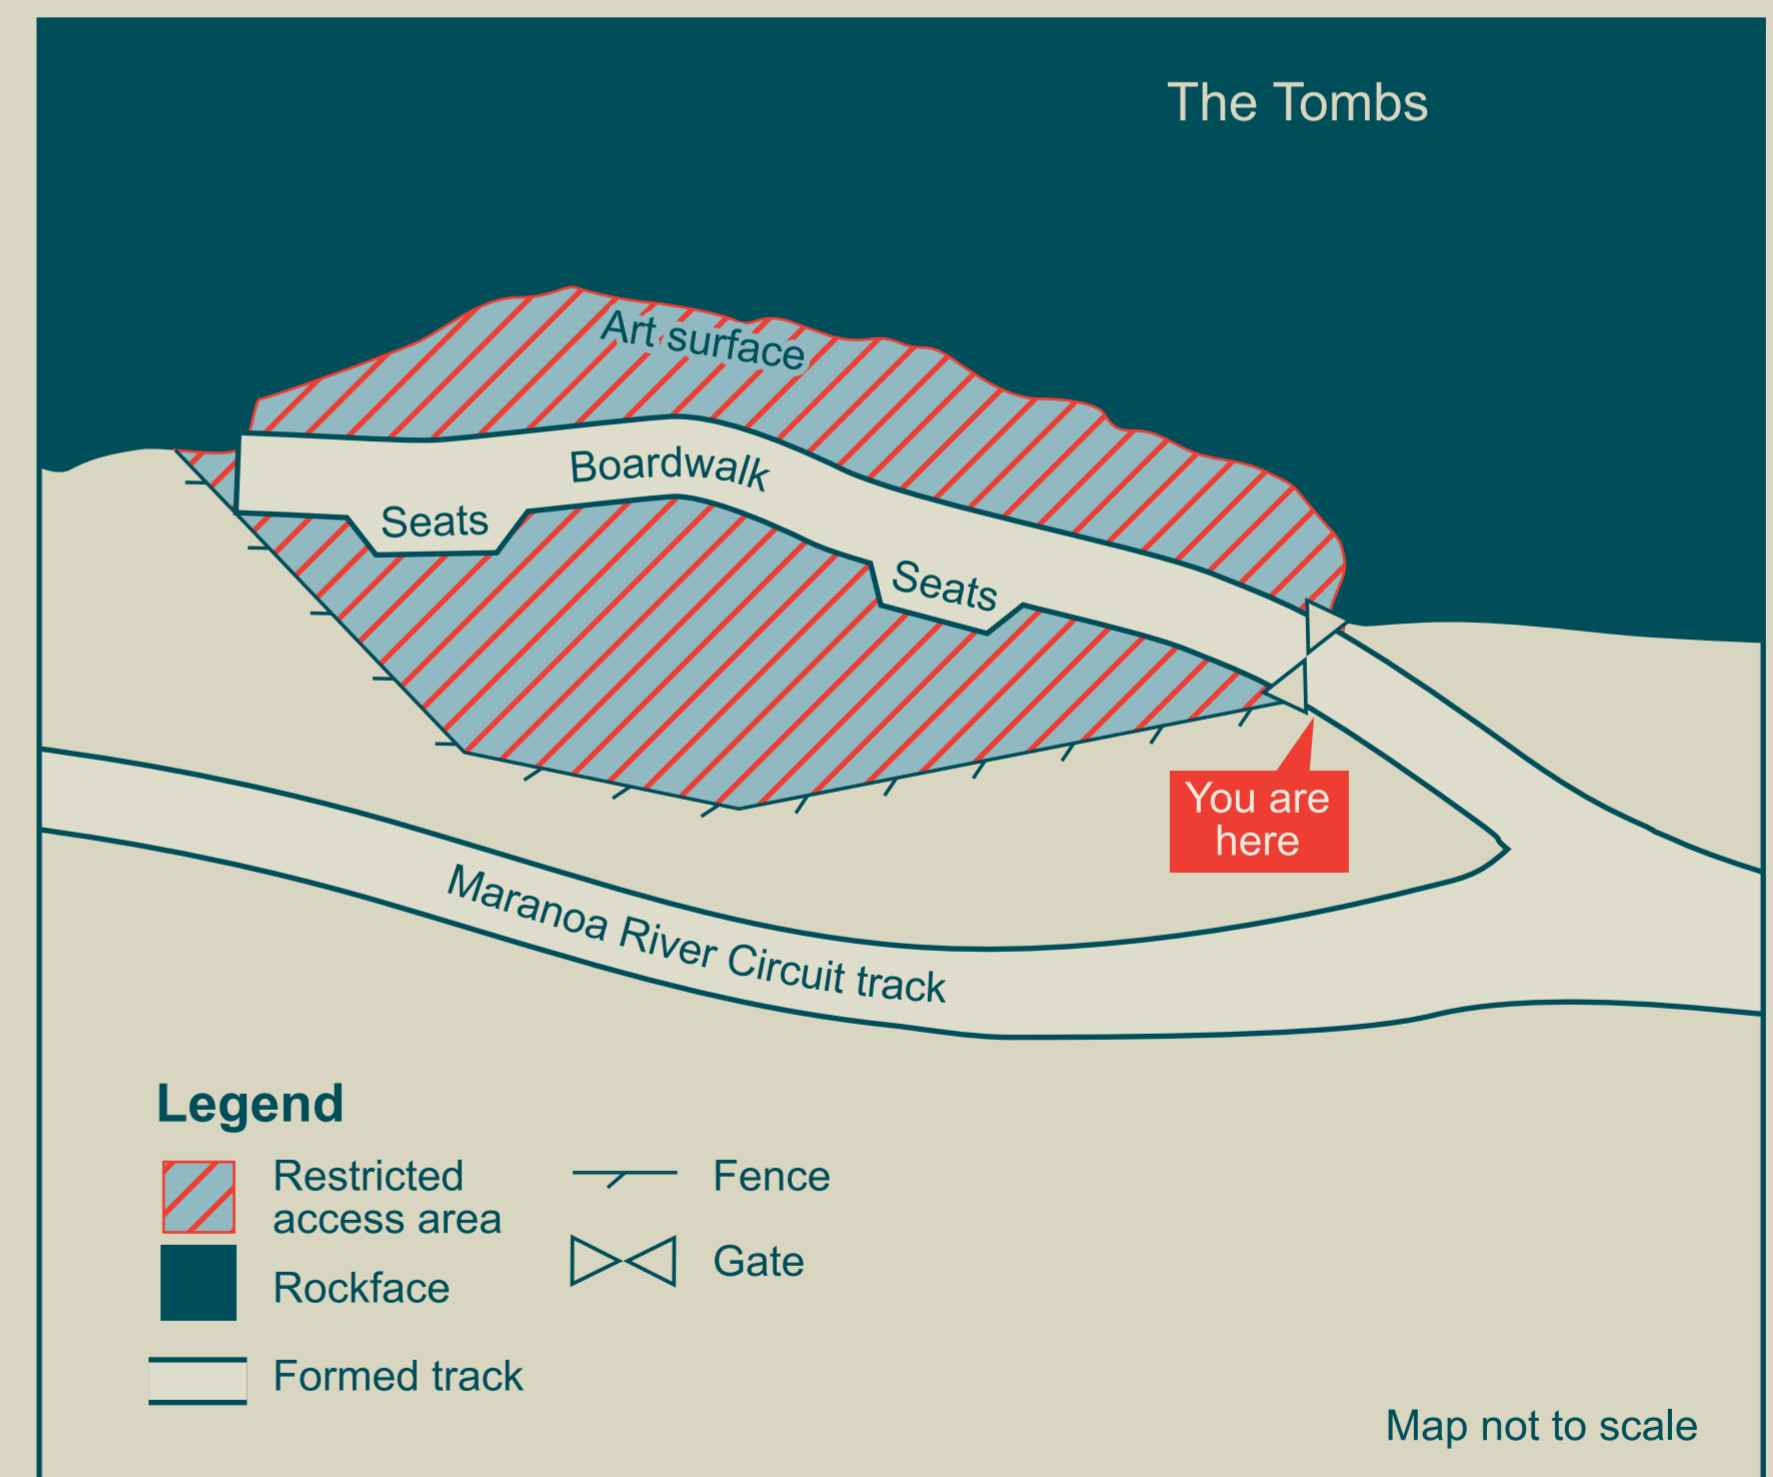 The Tombs
Art surface
Boardwalk
Seats
Seats
You are
here
Maranoa River Circuit track
Legend
Restricted
access area
Rockface
Formed track
Fence
Gate
Map not to scale